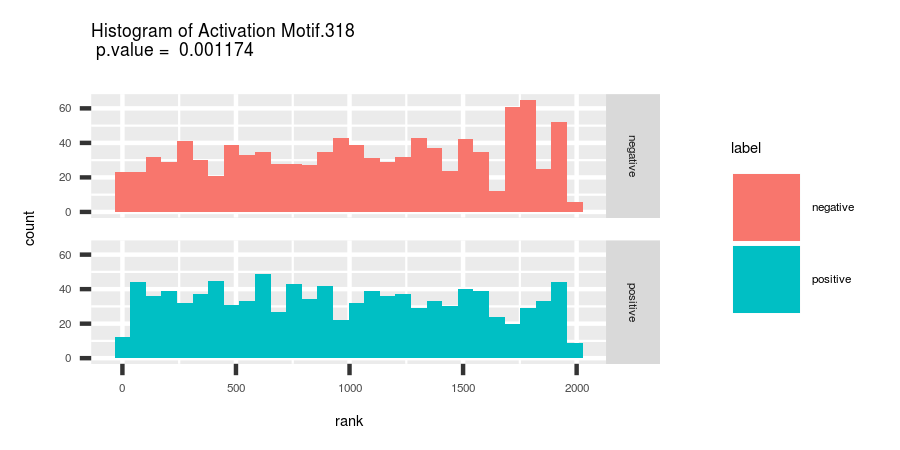 Histogram of Activation Motif.318
p.value = 0.001174
count
60
40
20
0
negative
60
40
20
0
positive
0 500 1000 1500 2000
rank
label
negative
positive